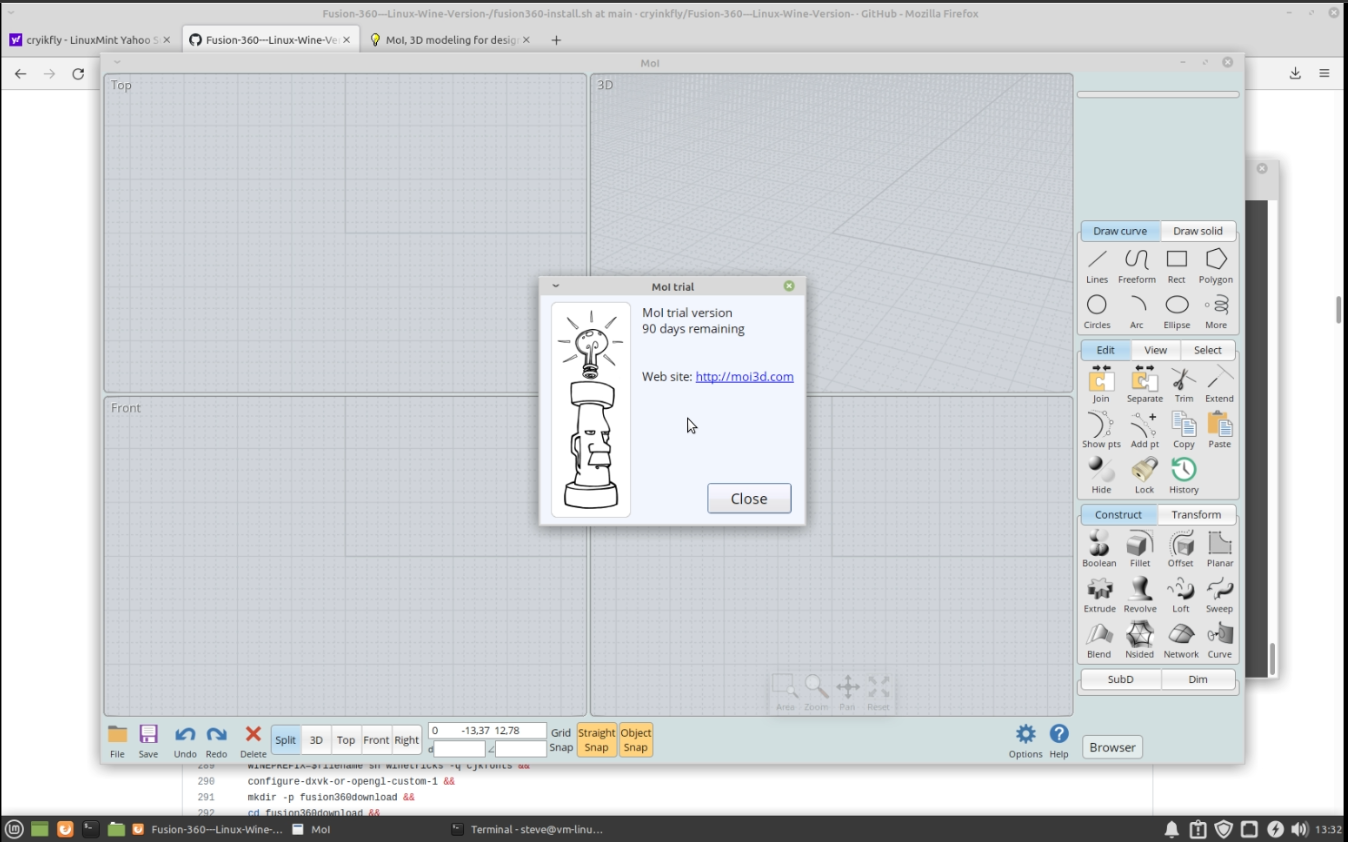 Fusion-360—Linux-Wine-Version-/fusion360-install.sh at main · cryinkfly/Fusion-360—Linux-Wine-Version- · GitHub - Mozilla Firefox
cryikfly - LinuxMint Yahoo S
Fusion-360—Linux-Wine-Ve
MoI, 3D modeling for desig
MoI
Top
3D
Draw curve Draw solid
Lines Freeform Rect Polygon
Circles Arc Ellipse More
MoI trial
MoI trial version
90 days remaining
Web site: http://moi3d.com
Close
Edit View Select
Join Separate Trim Extend
Show pts Add pt Copy Paste
Hide Lock History
Front
Construct Transform
Boolean Fillet Offset Planar
Extrude Revolve Loft Sweep
Blend Nsided Network Curve
SubD Dim
Area Zoom Pan Reset
File Save Undo Redo Delete
Split 3D Top Front Right
0 -13,37 12,78
d
Grid Snap
Straight Snap
Object Snap
Options Help
Browser
289 WINEPREFIX=$filename sh winetricks -q cjkfonts &&
290 configure-dxvk-or-opengl-custom-1 &&
291 mkdir -p fusion360download &&
292 cd fusion360download &&
Fusion-360—Linux-Wine-...
MoI
Terminal - steve@vm-linu...
13:32